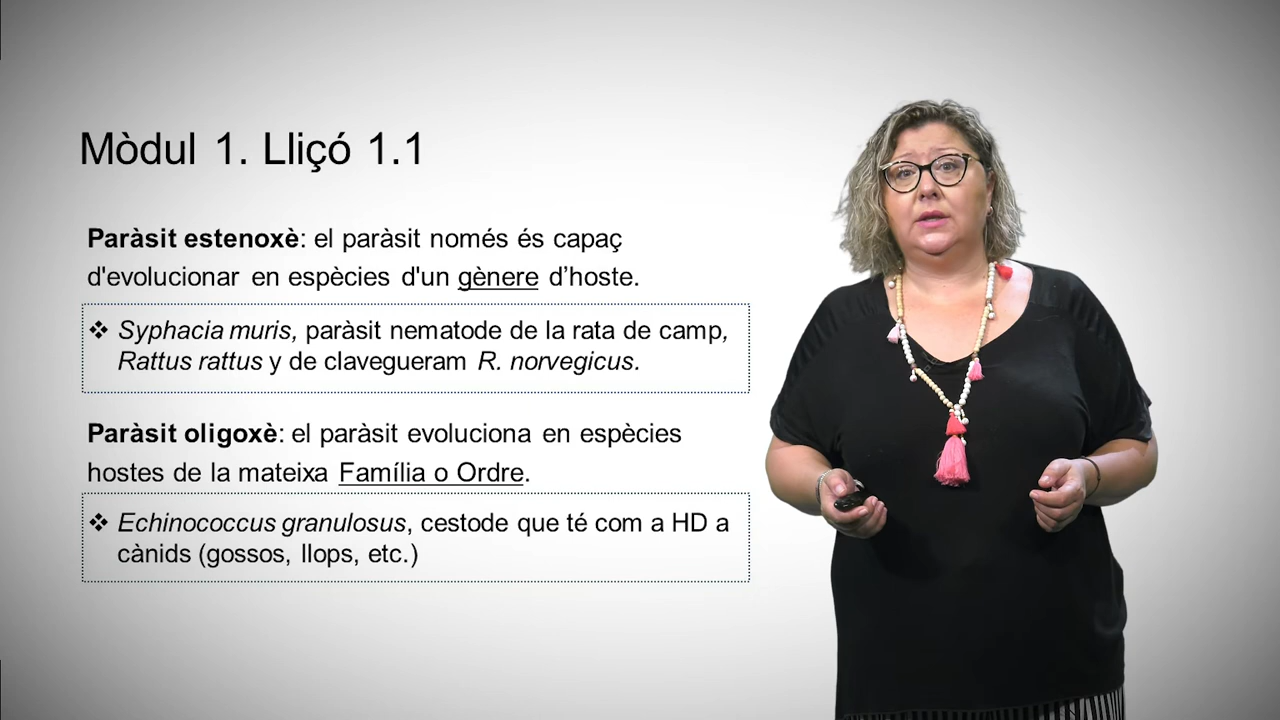 Mòdul 1. Lliçó 1.1
Paràsit estenoxè: el paràsit només és capaç
d'evolucionar en espècies d'un gènere d’hoste.
❖ Syphacia muris, paràsit nematode de la rata de camp,
Rattus rattus y de clavegueram R. norvegicus.
Paràsit oligoxè: el paràsit evoluciona en espècies
hostes de la mateixa Família o Ordre.
❖ Echinococcus granulosus, cestode que té com a HD a
cànids (gossos, llops, etc.)